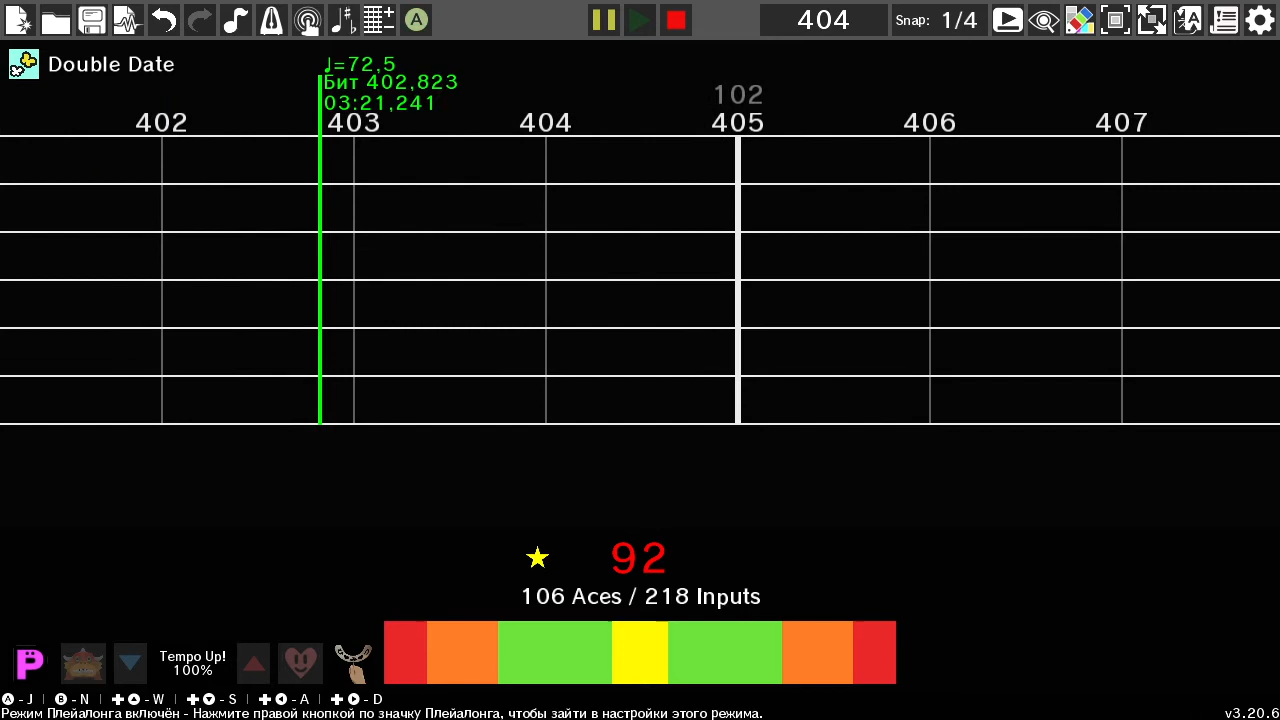 404
Snap: 1/4
Double Date
♩=72,5
Бит 402,823
03:21,241
102
402 403 404 405 406 407
92
106 Aces / 218 Inputs
Tempo Up!
100%
A - J | B - N | - W | - S | - A | - D
Режим Плейалонга включён - Нажмите правой кнопкой по значку Плейалонга, чтобы зайти в настройки этого режима.
v3.20.6